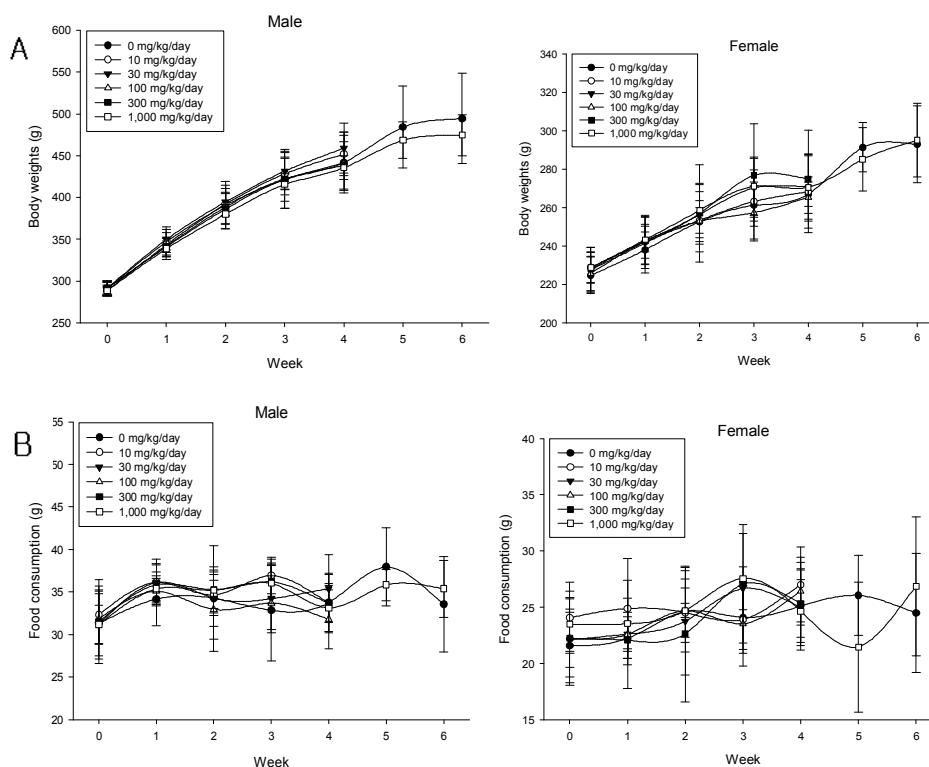 A
Male
600
550
500
450
400
350
300
250
Body weights (g)
0 mg/kg/day
10 mg/kg/day
30 mg/kg/day
100 mg/kg/day
300 mg/kg/day
1,000 mg/kg/day
0 1 2 3 4 5 6
Week
Female
340
320
300
280
260
240
220
200
Body weights (g)
0 mg/kg/day
10 mg/kg/day
30 mg/kg/day
100 mg/kg/day
300 mg/kg/day
1,000 mg/kg/day
0 1 2 3 4 5 6
Week
B
Male
55
50
45
40
35
30
25
20
Food consumption (g)
0 mg/kg/day
10 mg/kg/day
30 mg/kg/day
100 mg/kg/day
300 mg/kg/day
1,000 mg/kg/day
0 1 2 3 4 5 6
Week
Female
40
35
30
25
20
15
Food consumption (g)
0 mg/kg/day
10 mg/kg/day
30 mg/kg/day
100 mg/kg/day
300 mg/kg/day
1,000 mg/kg/day
0 1 2 3 4 5 6
Week